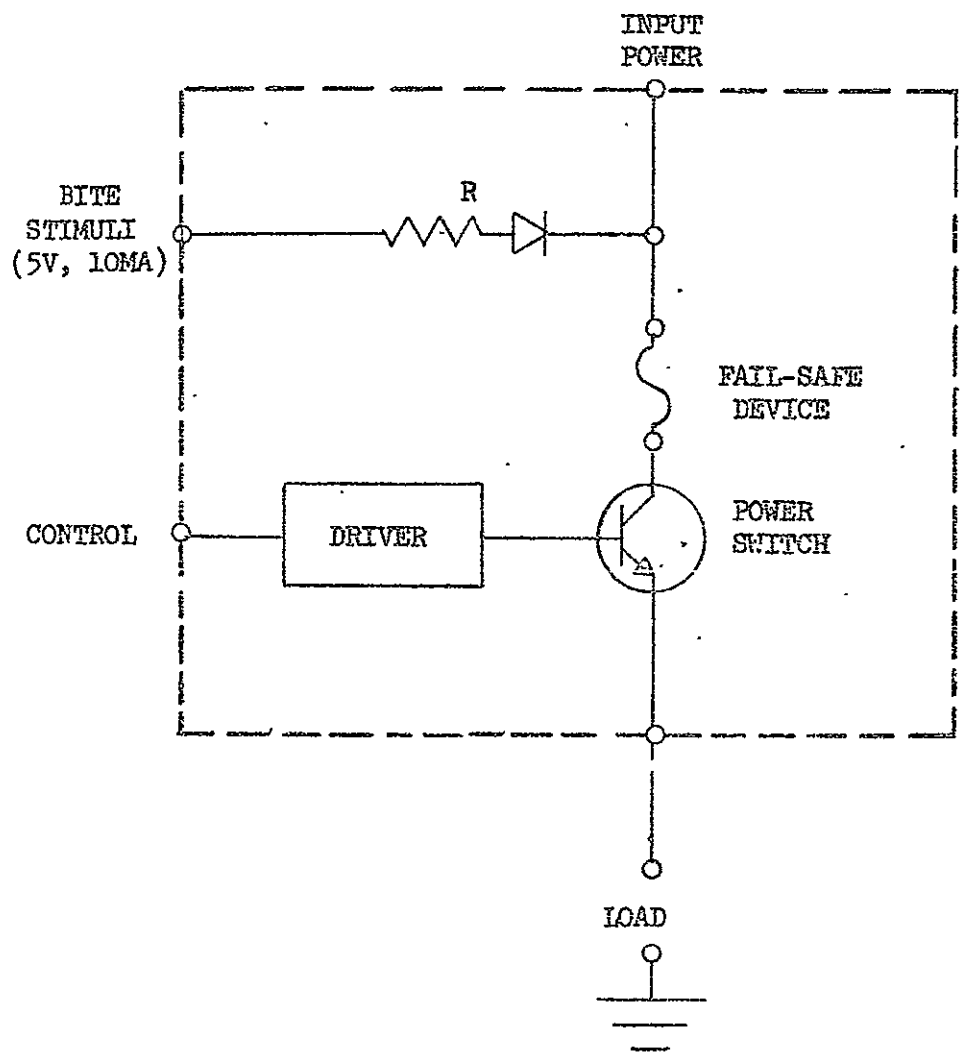 INPUT
POWER
R
BITE
STIMULI
(5V, 10MA)
FAIL-SAFE
DEVICE
CONTROL
DRIVER
POWER
SWITCH
LOAD